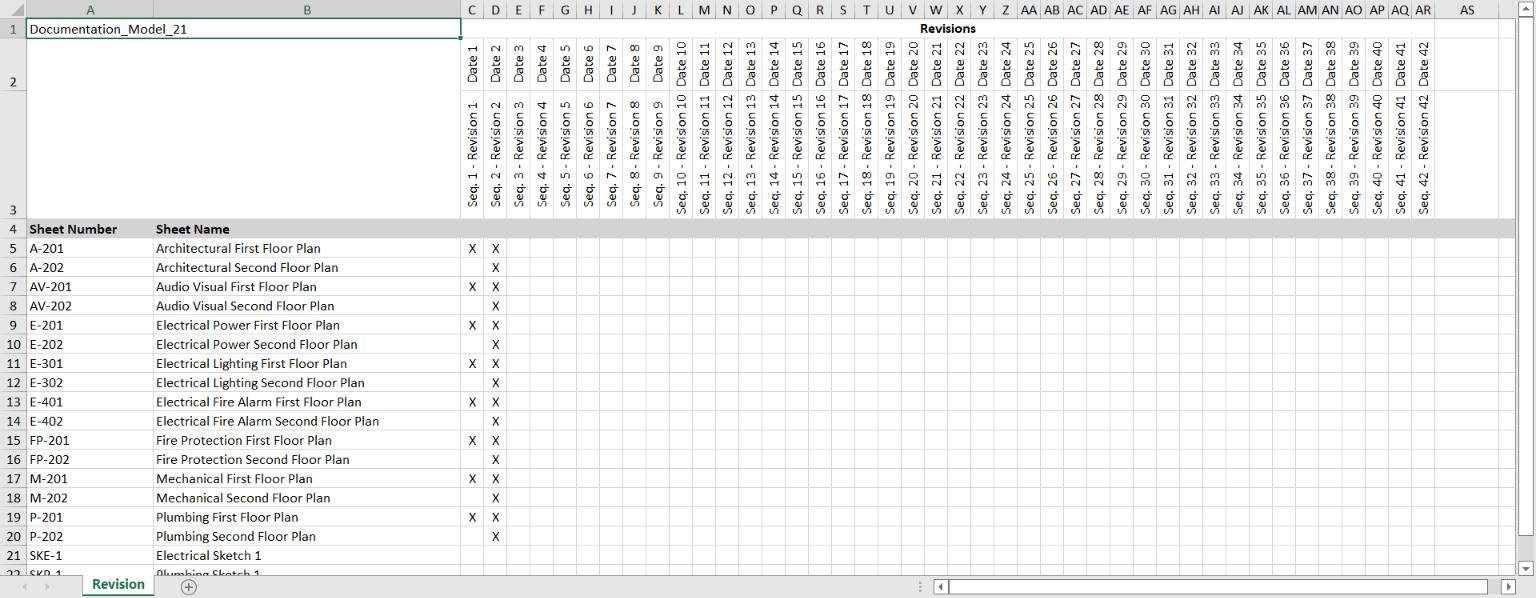 A B C D E F G H I J K L M N O P Q R S T U V W X Y Z AA AB AC AD AE AF AG AH AI AJ AK AL AM AN AO AP AQ AR AS
1 Documentation_Model_21 Revisions
2 Date 1 Date 2 Date 3 Date 4 Date 5 Date 6 Date 7 Date 8 Date 9 Date 10 Date 11 Date 12 Date 13 Date 14 Date 15 Date 16 Date 17 Date 18 Date 19 Date 20 Date 21 Date 22 Date 23 Date 24 Date 25 Date 26 Date 27 Date 28 Date 29 Date 30 Date 31 Date 32 Date 33 Date 34 Date 35 Date 36 Date 37 Date 38 Date 39 Date 40 Date 41 Date 42
3 Seq. 1 - Revision 1 Seq. 2 - Revision 2 Seq. 3 - Revision 3 Seq. 4 - Revision 4 Seq. 5 - Revision 5 Seq. 6 - Revision 6 Seq. 7 - Revision 7 Seq. 8 - Revision 8 Seq. 9 - Revision 9 Seq. 10 - Revision 10 Seq. 11 - Revision 11 Seq. 12 - Revision 12 Seq. 13 - Revision 13 Seq. 14 - Revision 14 Seq. 15 - Revision 15 Seq. 16 - Revision 16 Seq. 17 - Revision 17 Seq. 18 - Revision 18 Seq. 19 - Revision 19 Seq. 20 - Revision 20 Seq. 21 - Revision 21 Seq. 22 - Revision 22 Seq. 23 - Revision 23 Seq. 24 - Revision 24 Seq. 25 - Revision 25 Seq. 26 - Revision 26 Seq. 27 - Revision 27 Seq. 28 - Revision 28 Seq. 29 - Revision 29 Seq. 30 - Revision 30 Seq. 31 - Revision 31 Seq. 32 - Revision 32 Seq. 33 - Revision 33 Seq. 34 - Revision 34 Seq. 35 - Revision 35 Seq. 36 - Revision 36 Seq. 37 - Revision 37 Seq. 38 - Revision 38 Seq. 39 - Revision 39 Seq. 40 - Revision 40 Seq. 41 - Revision 41 Seq. 42 - Revision 42
4 Sheet Number Sheet Name
5 A-201 Architectural First Floor Plan X X
6 A-202 Architectural Second Floor Plan X
7 AV-201 Audio Visual First Floor Plan X X
8 AV-202 Audio Visual Second Floor Plan X
9 E-201 Electrical Power First Floor Plan X X
10 E-202 Electrical Power Second Floor Plan X
11 E-301 Electrical Lighting First Floor Plan X X
12 E-302 Electrical Lighting Second Floor Plan X
13 E-401 Electrical Fire Alarm First Floor Plan X X
14 E-402 Electrical Fire Alarm Second Floor Plan X
15 FP-201 Fire Protection First Floor Plan X X
16 FP-202 Fire Protection Second Floor Plan X
17 M-201 Mechanical First Floor Plan X X
18 M-202 Mechanical Second Floor Plan X
19 P-201 Plumbing First Floor Plan X X
20 P-202 Plumbing Second Floor Plan X
21 SKE-1 Electrical Sketch 1
22 SKP-1 Plumbing Sketch 1
Revision